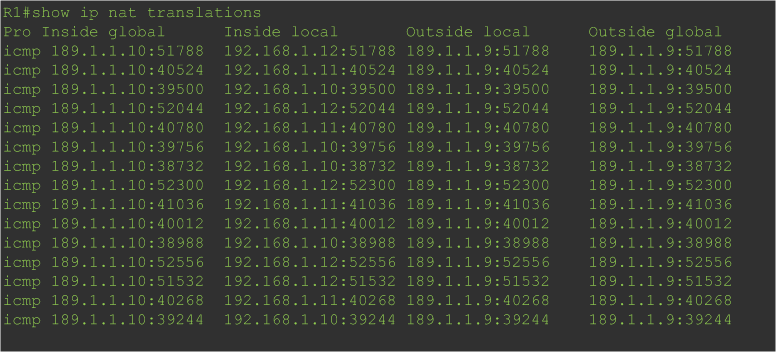 R1#show ip nat translations
Pro Inside global Inside local Outside local Outside global
icmp 189.1.1.10:51788 192.168.1.12:51788 189.1.1.9:51788 189.1.1.9:51788
icmp 189.1.1.10:40524 192.168.1.11:40524 189.1.1.9:40524 189.1.1.9:40524
icmp 189.1.1.10:39500 192.168.1.10:39500 189.1.1.9:39500 189.1.1.9:39500
icmp 189.1.1.10:52044 192.168.1.12:52044 189.1.1.9:52044 189.1.1.9:52044
icmp 189.1.1.10:40780 192.168.1.11:40780 189.1.1.9:40780 189.1.1.9:40780
icmp 189.1.1.10:39756 192.168.1.10:39756 189.1.1.9:39756 189.1.1.9:39756
icmp 189.1.1.10:38732 192.168.1.10:38732 189.1.1.9:38732 189.1.1.9:38732
icmp 189.1.1.10:52300 192.168.1.12:52300 189.1.1.9:52300 189.1.1.9:52300
icmp 189.1.1.10:41036 192.168.1.11:41036 189.1.1.9:41036 189.1.1.9:41036
icmp 189.1.1.10:40012 192.168.1.11:40012 189.1.1.9:40012 189.1.1.9:40012
icmp 189.1.1.10:38988 192.168.1.10:38988 189.1.1.9:38988 189.1.1.9:38988
icmp 189.1.1.10:52556 192.168.1.12:52556 189.1.1.9:52556 189.1.1.9:52556
icmp 189.1.1.10:51532 192.168.1.12:51532 189.1.1.9:51532 189.1.1.9:51532
icmp 189.1.1.10:40268 192.168.1.11:40268 189.1.1.9:40268 189.1.1.9:40268
icmp 189.1.1.10:39244 192.168.1.10:39244 189.1.1.9:39244 189.1.1.9:39244